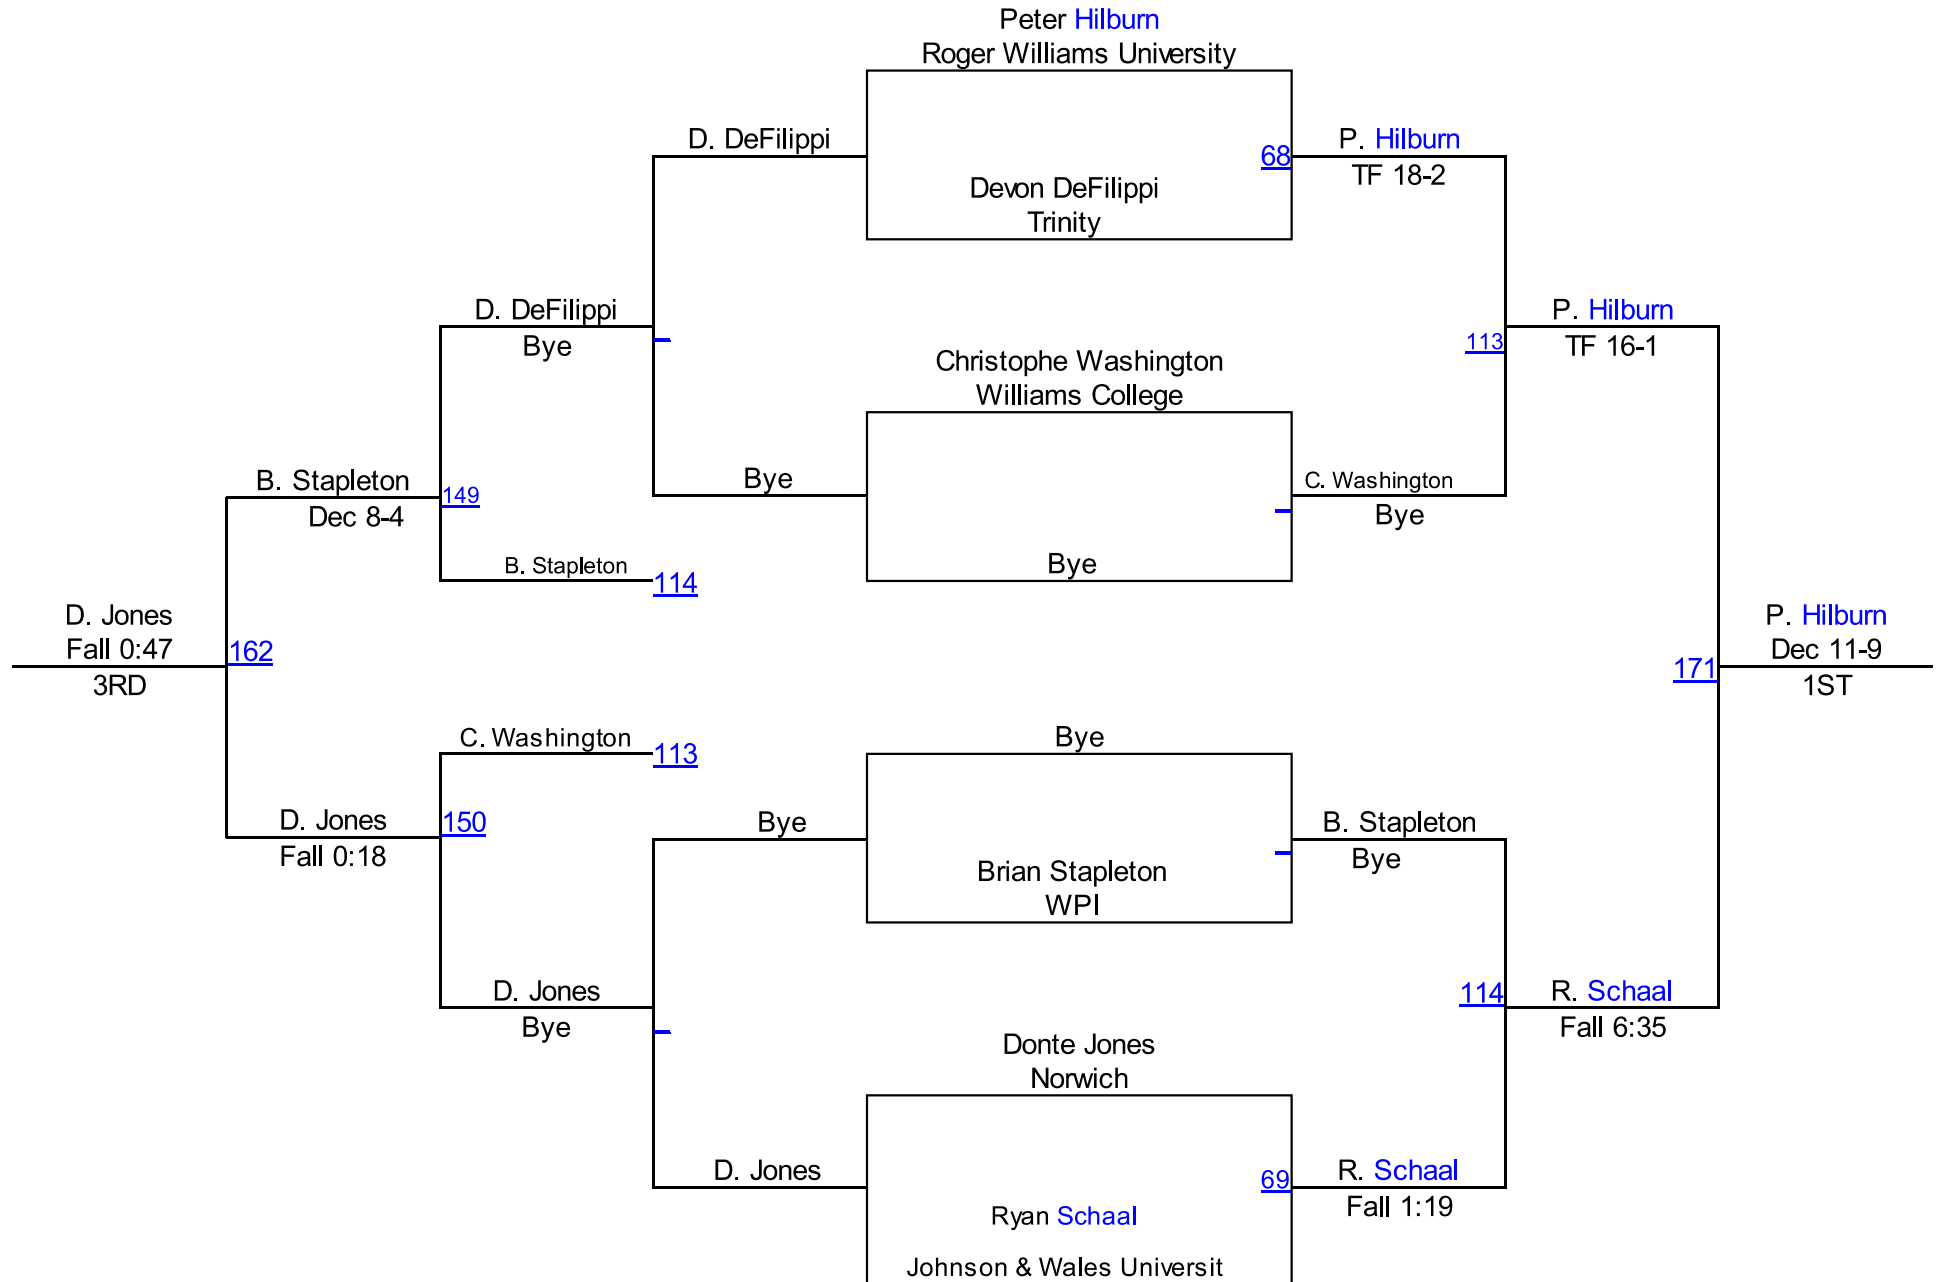 Peter Hilburn
Roger Williams University
D. DeFilippi
68
P. Hilburn
TF 18-2
Devon DeFilippi
Trinity
D. DeFilippi
Bye
P. Hilburn
TF 16-1
113
Christophe Washington
Williams College
B. Stapleton
Dec 8-4
149
Bye
C. Washington
Bye
B. Stapleton
114
Bye
D. Jones
Fall 0:47
3RD
162
P. Hilburn
Dec 11-9
1ST
171
C. Washington
113
Bye
D. Jones
Fall 0:18
150
Bye
B. Stapleton
Bye
Brian Stapleton
WPI
D. Jones
Bye
114
R. Schaal
Fall 6:35
Donte Jones
Norwich
D. Jones
69
R. Schaal
Fall 1:19
Ryan Schaal
Johnson & Wales Universit